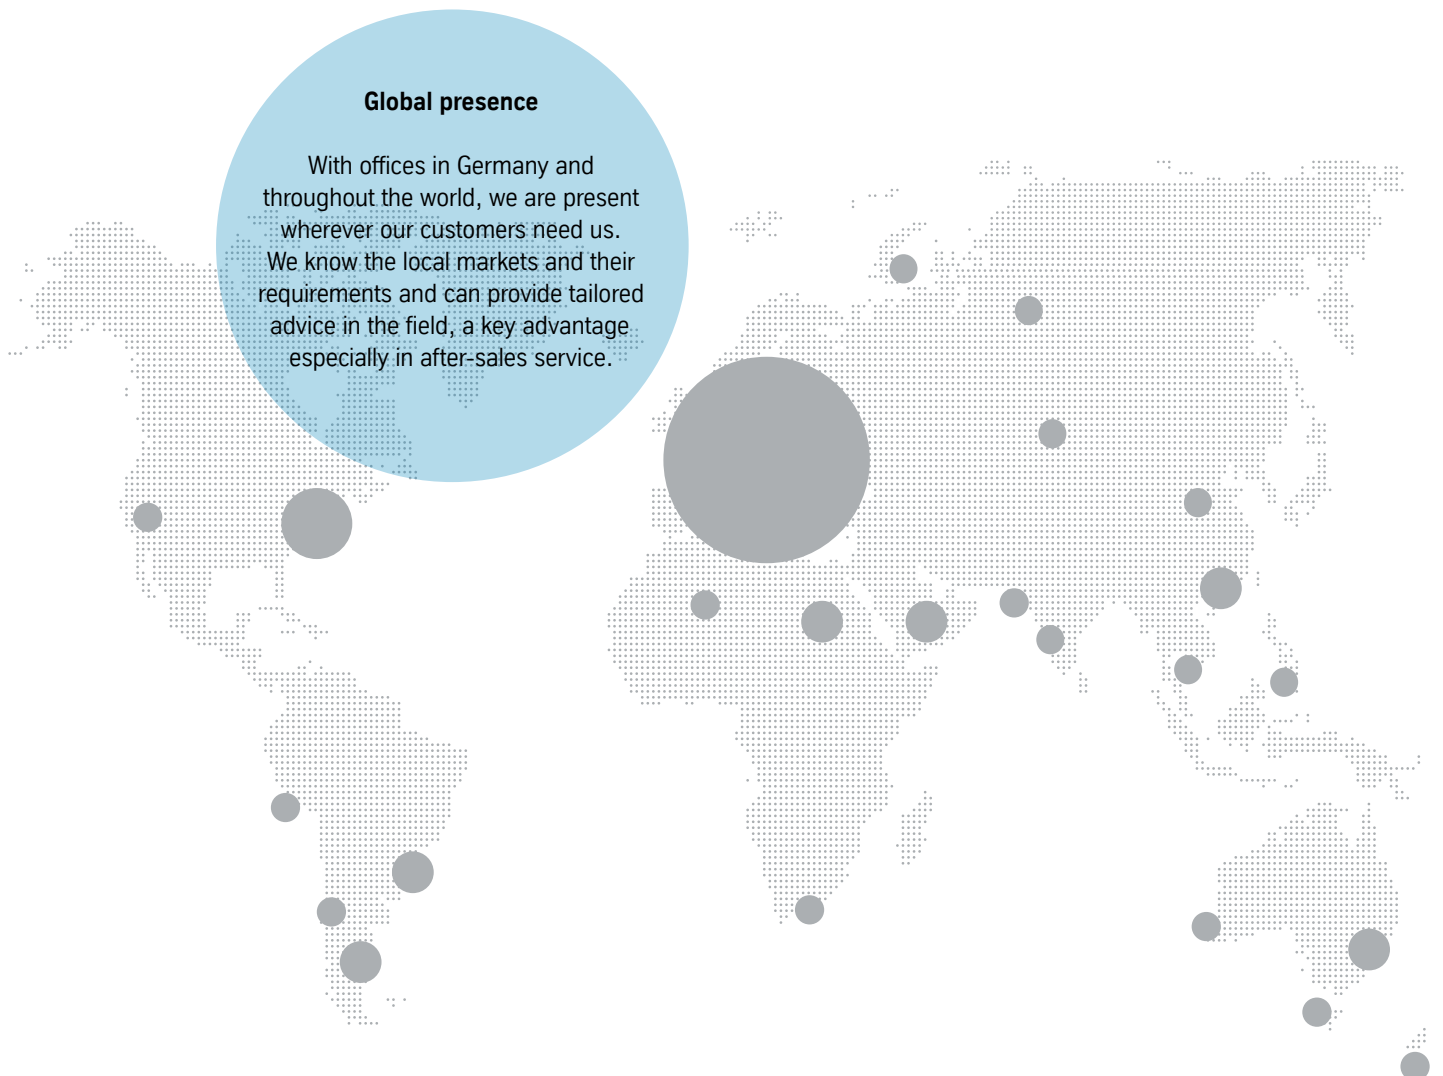 Global presence
With offices in Germany and
throughout the world, we are present
wherever our customers need us.
We know the local markets and their
requirements and can provide tailored
advice in the field, a key advantage
especially in after-sales service.